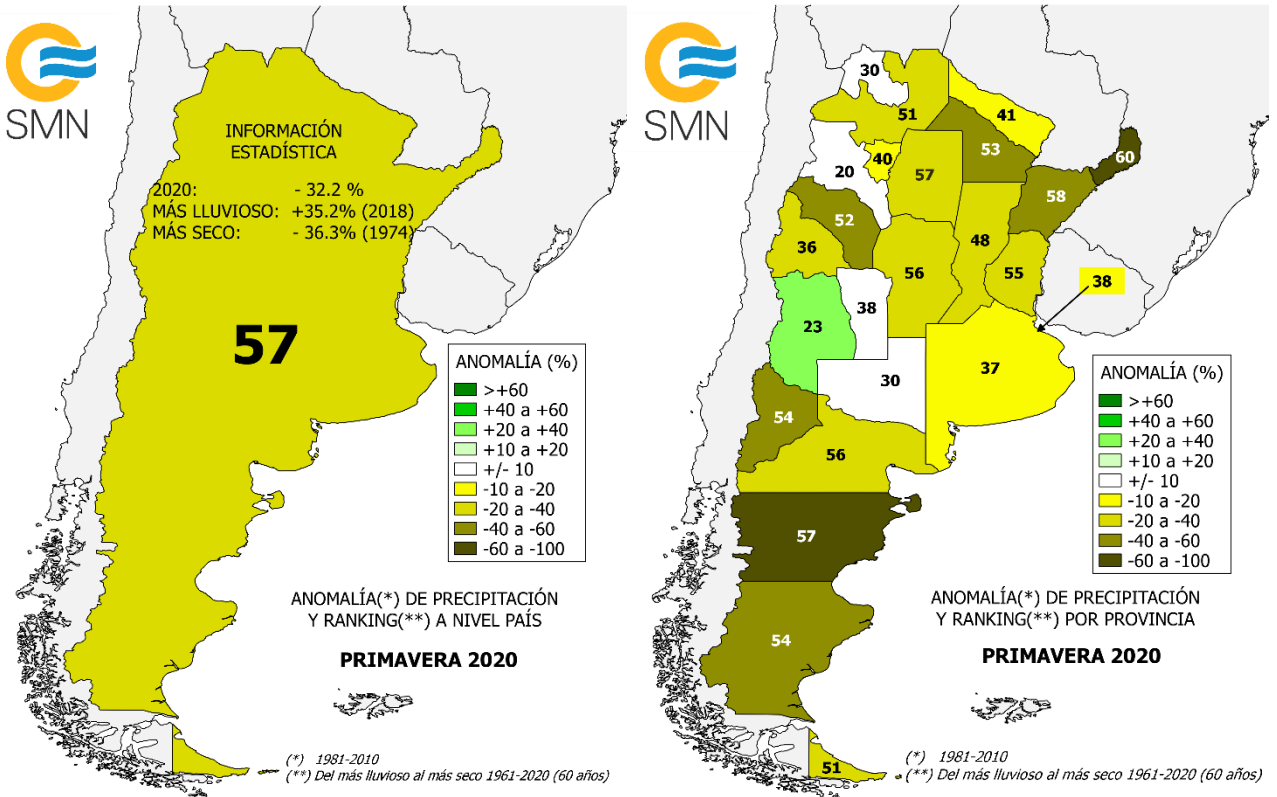 SMN
INFORMACIÓN
ESTADÍSTICA
2020: - 32.2 %
MÁS LLUVIOSO: +35.2% (2018)
MÁS SECO: - 36.3% (1974)
57
ANOMALÍA (%)
>+60
+40 a +60
+20 a +40
+10 a +20
+/- 10
-10 a -20
-20 a -40
-40 a -60
-60 a -100
ANOMALÍA(*) DE PRECIPITACIÓN
Y RANKING(**) A NIVEL PAÍS
PRIMAVERA 2020
(*) 1981-2010
(**) Del más lluvioso al más seco 1961-2020 (60 años)
SMN
30
51
41
53
60
40
20
57
58
52
36
48
56
55
38
38
23
30
37
54
56
57
54
51
ANOMALÍA (%)
>+60
+40 a +60
+20 a +40
+10 a +20
+/- 10
-10 a -20
-20 a -40
-40 a -60
-60 a -100
ANOMALÍA(*) DE PRECIPITACIÓN
Y RANKING(**) POR PROVINCIA
PRIMAVERA 2020
(*) 1981-2010
(**) Del más lluvioso al más seco 1961-2020 (60 años)